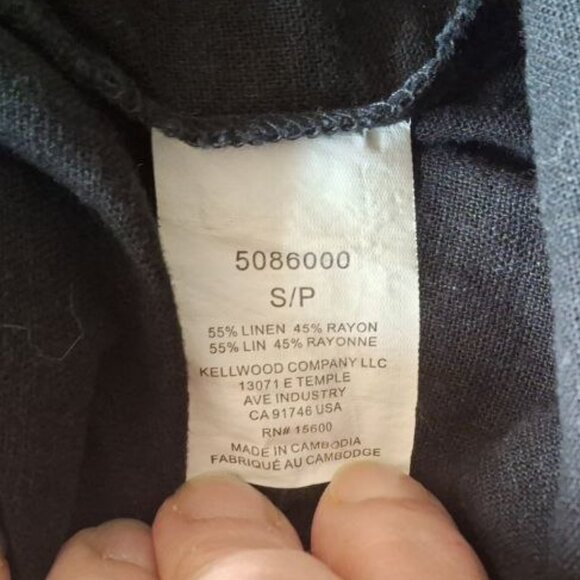 5086000
S/P
55% LINEN 45% RAYON
55% LIN 45% RAYONNE
KELLWOOD COMPANY LLC
13071 E TEMPLE
AVE INDUSTRY
CA 91746 USA
RN# 15600
MADE IN CAMBODIA
FABRIQUÉ AU CAMBODGE